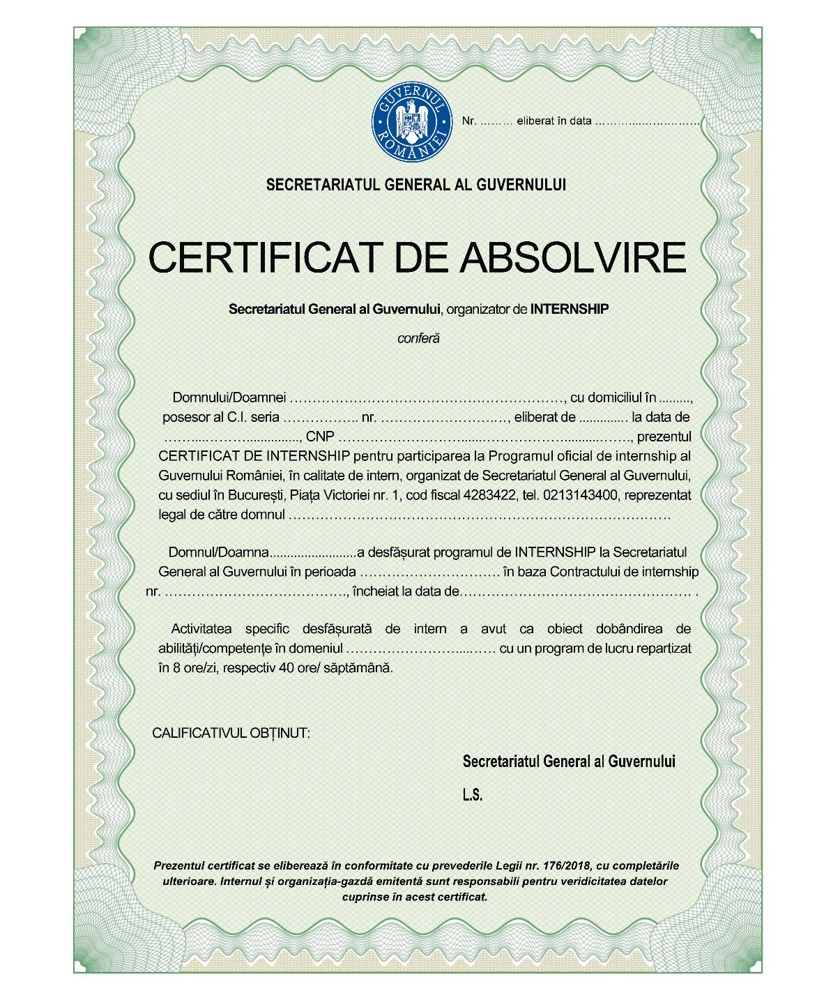 GUVERNUL ROMÂNIEI
Nr. ……… eliberat în data ………...………………
SECRETARIATUL GENERAL AL GUVERNULUI
CERTIFICAT DE ABSOLVIRE
Secretariatul General al Guvernului, organizator de INTERNSHIP
conferă
Domnului/Doamnei ……………………………………………………, cu domiciliul în .........,
posesor al C.I. seria …………….. nr. ………………………, eliberat de ............. la data de
……....………..............., CNP ………………………......………………..........……, prezentul
CERTIFICAT DE INTERNSHIP pentru participarea la Programul oficial de internship al
Guvernului României, în calitate de intern, organizat de Secretariatul General al Guvernului,
cu sediul în București, Piața Victoriei nr. 1, cod fiscal 4283422, tel. 0213143400, reprezentat
legal de către domnul …………………………………………………………………………
Domnul/Doamna.........................a desfășurat programul de INTERNSHIP la Secretariatul
General al Guvernului în perioada …………………………. în baza Contractului de internship
nr. …………………………………., încheiat la data de…………………………………………… .
Activitatea specific desfășurată de intern a avut ca obiect dobândirea de
abilități/competențe în domeniul ……………………....…… cu un program de lucru repartizat
în 8 ore/zi, respectiv 40 ore/ săptămână.
CALIFICATIVUL OBȚINUT:
Secretariatul General al Guvernului
L.S.
Prezentul certificat se eliberează în conformitate cu prevederile Legii nr. 176/2018, cu completările
ulterioare. Internul și organizația-gazdă emitentă sunt responsabili pentru veridicitatea datelor
cuprinse în acest certificat.